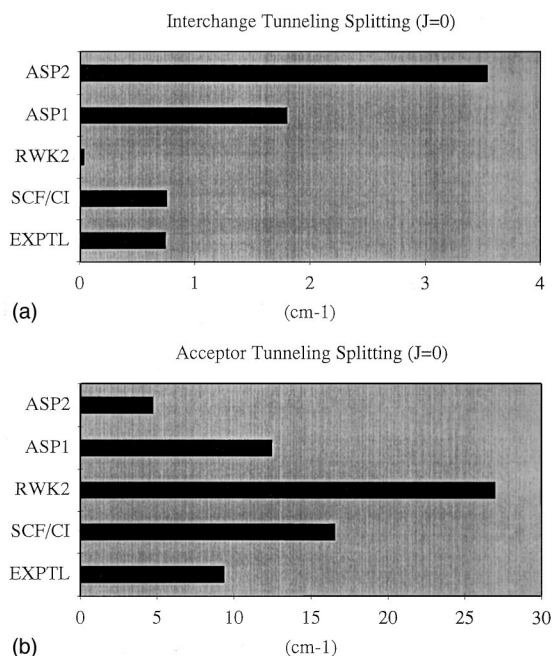 Interchange Tunneling Splitting (J=0)
ASP2
ASP1
RWK2
SCF/CI
EXPTL
0 1 2 3 4
(a) (cm-1)
Acceptor Tunneling Splitting (J=0)
ASP2
ASP1
RWK2
SCF/CI
EXPTL
0 5 10 15 20 25 30
(b) (cm-1)